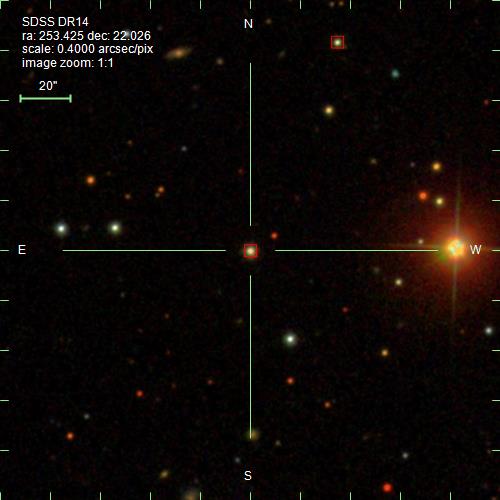 SDSS DR14
ra: 253.425 dec: 22.026
scale: 0.4000 arcsec/pix
image zoom: 1:1
20"
N
E
W
S